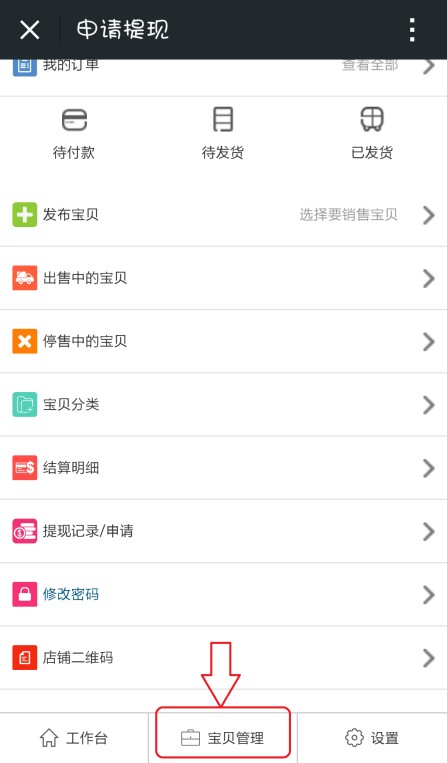 申请提现
我的订单 查看全部
待付款 待发货 已发货
发布宝贝 选择要销售宝贝
出售中的宝贝
停售中的宝贝
宝贝分类
结算明细
提现记录/申请
修改密码
店铺二维码
工作台 宝贝管理 设置